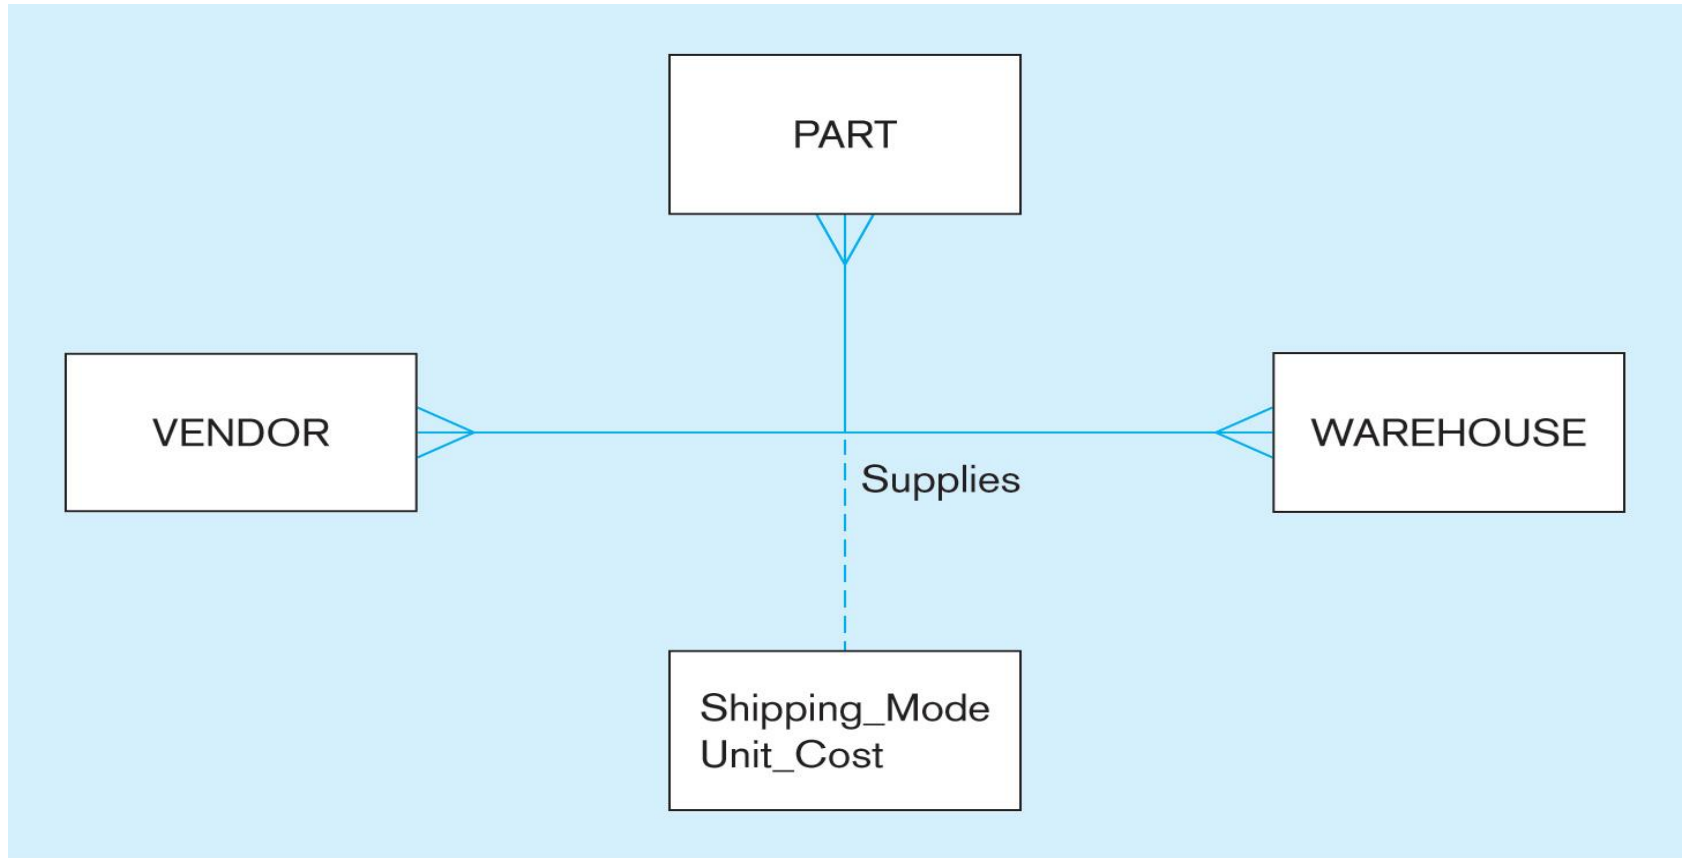 PART
VENDOR
WAREHOUSE
Supplies
Shipping_Mode
Unit_Cost